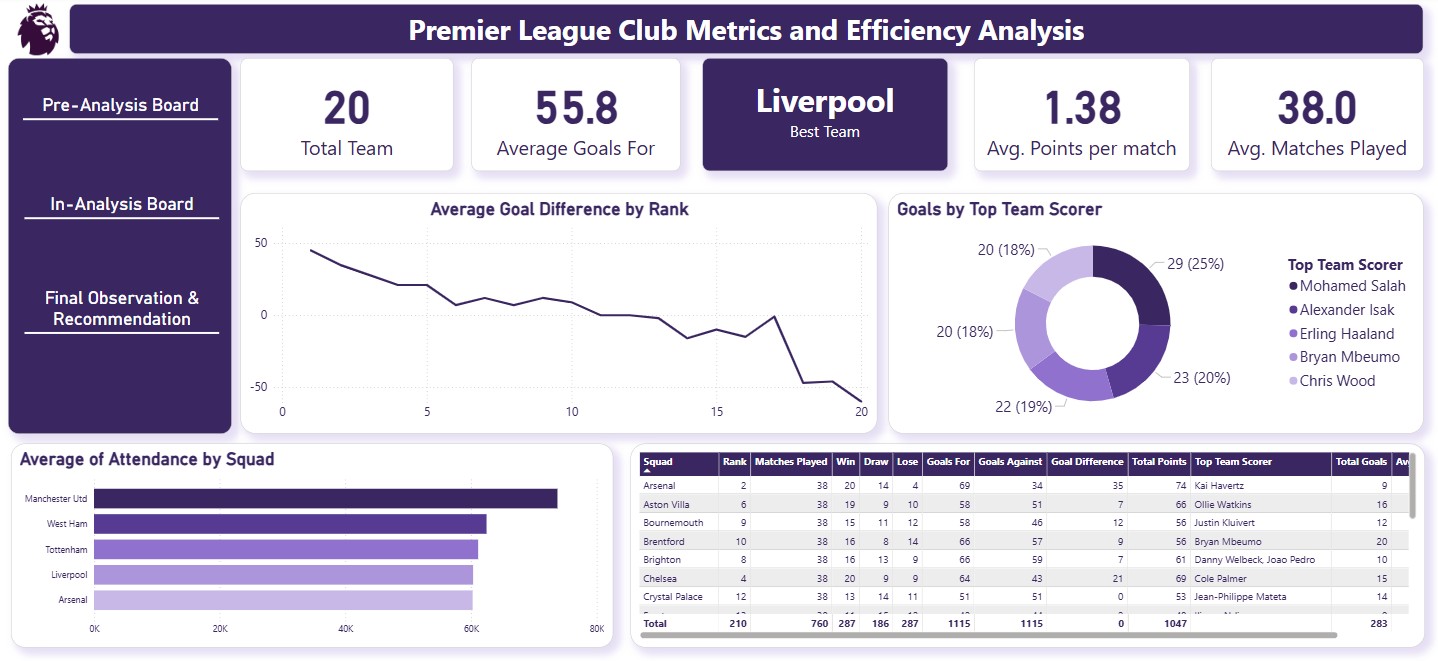 Premier League Club Metrics and Efficiency Analysis
Pre-Analysis Board
In-Analysis Board
Final Observation &
Recommendation
20
Total Team
55.8
Average Goals For
Liverpool
Best Team
1.38
Avg. Points per match
38.0
Avg. Matches Played
Average Goal Difference by Rank
50
0
-50
0 5 10 15 20
Goals by Top Team Scorer
20 (18%)
29 (25%)
20 (18%)
23 (20%)
22 (19%)
Top Team Scorer
Mohamed Salah
Alexander Isak
Erling Haaland
Bryan Mbeumo
Chris Wood
Average of Attendance by Squad
Manchester Utd
West Ham
Tottenham
Liverpool
Arsenal
0K 20K 40K 60K 80K
Squad Rank Matches Played Win Draw Lose Goals For Goals Against Goal Difference Total Points Top Team Scorer Total Goals
Arsenal 2 38 20 14 4 69 34 35 74 Kai Havertz 9
Aston Villa 6 38 19 9 10 58 51 7 66 Ollie Watkins 16
Bournemouth 9 38 15 11 12 58 46 12 56 Justin Kluivert 12
Brentford 10 38 16 8 14 66 57 9 56 Bryan Mbeumo 20
Brighton 8 38 16 13 9 66 59 7 61 Danny Welbeck, Joao Pedro 10
Chelsea 4 38 20 9 9 64 43 21 69 Cole Palmer 15
Crystal Palace 12 38 13 14 11 51 51 0 53 Jean-Philippe Mateta 14
Total 210 760 287 186 287 1115 1115 0 1047 283